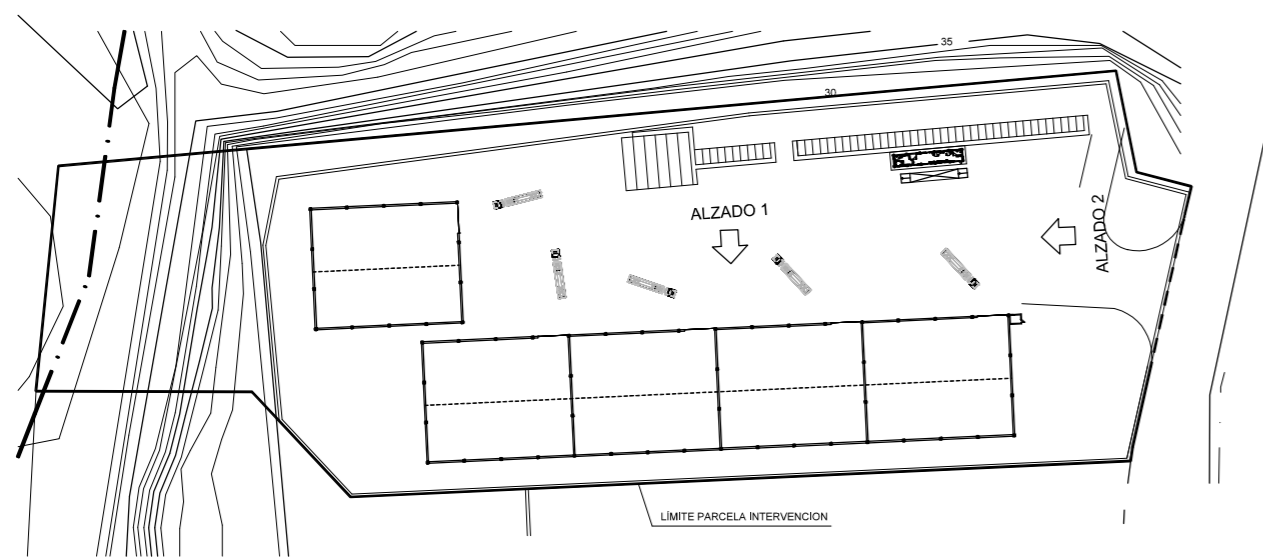 35
30
ALZADO 1
ALZADO 2
LÍMITE PARCELA INTERVENCION